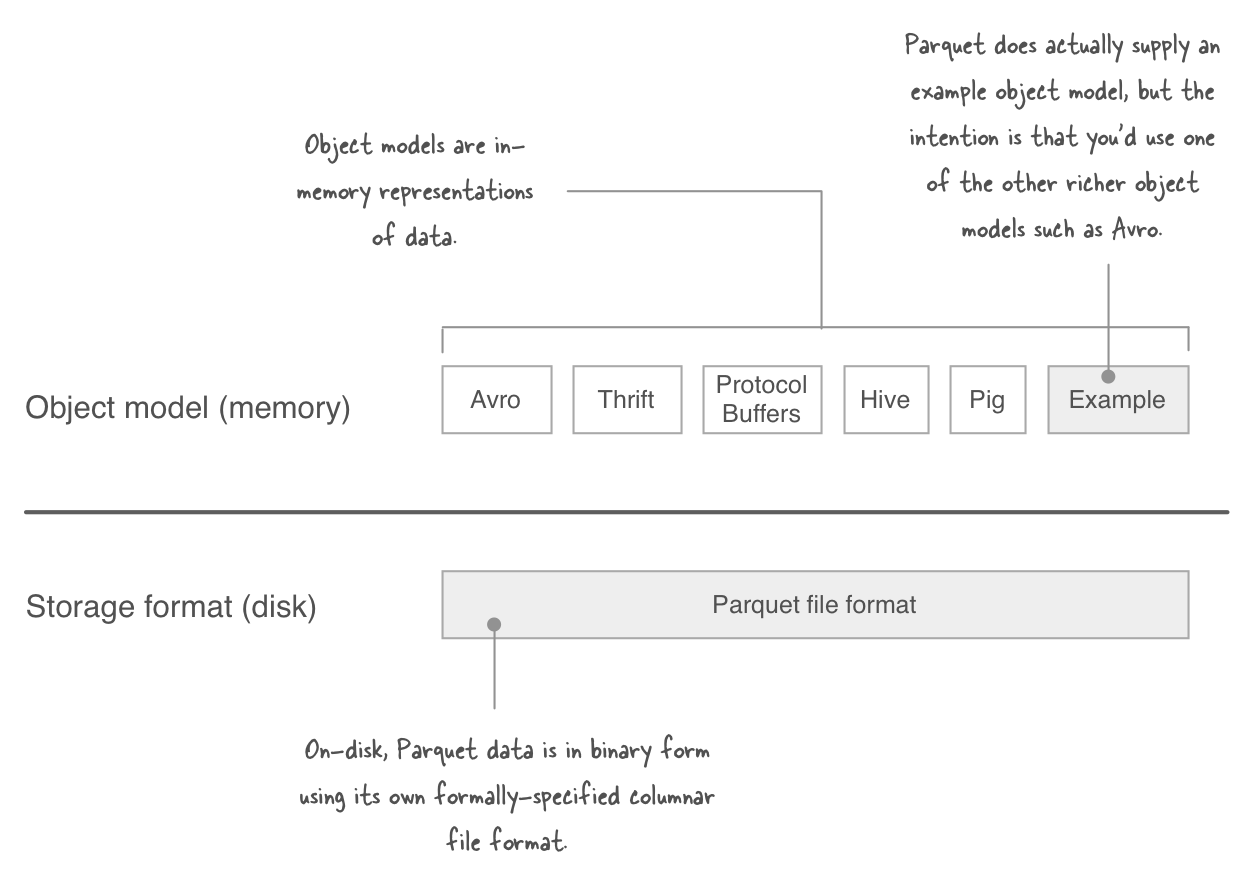 Parquet does actually supply an
example object model, but the
intention is that you'd use one
of the other richer object
models such as Avro.
Object models are in-
memory representations
of data.
Object model (memory)
Avro
Thrift
Protocol
Buffers
Hive
Pig
Example
Storage format (disk)
Parquet file format
On-disk, Parquet data is in binary form
using its own formally-specified columnar
file format.